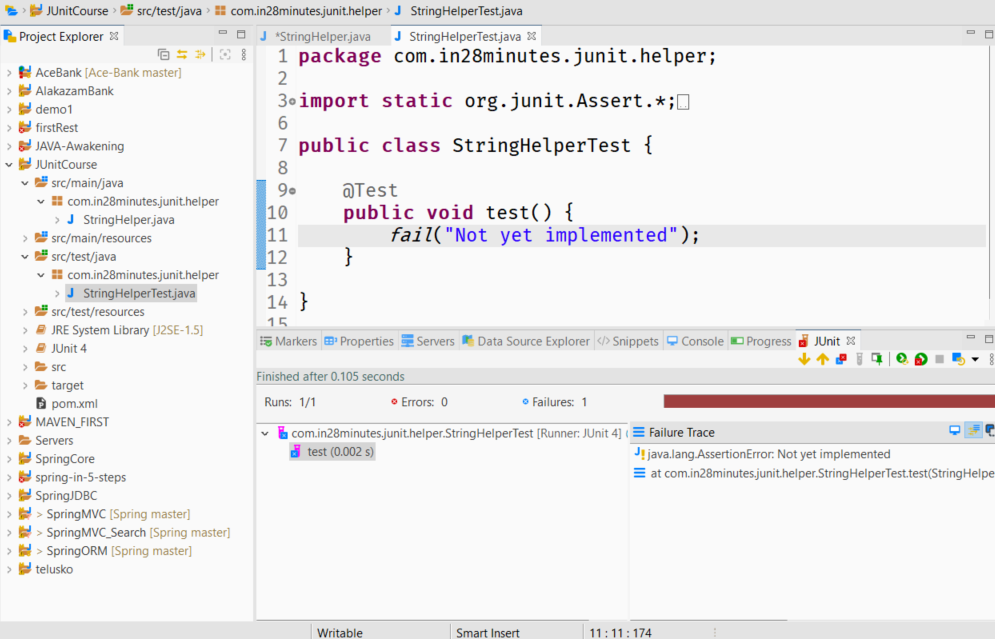 JUnitCourse › src/test/java › com.in28minutes.junit.helper › StringHelperTest.java
Project Explorer
AceBank [Ace-Bank master]
AlakazamBank
demo1
firstRest
JAVA-Awakening
JUnitCourse
src/main/java
com.in28minutes.junit.helper
StringHelper.java
src/main/resources
src/test/java
com.in28minutes.junit.helper
StringHelperTest.java
src/test/resources
JRE System Library [J2SE-1.5]
JUnit 4
src
target
pom.xml
MAVEN_FIRST
Servers
SpringCore
spring-in-5-steps
SpringJDBC
> SpringMVC [Spring master]
> SpringMVC_Search [Spring master]
> SpringORM [Spring master]
telusko
*StringHelper.java StringHelperTest.java
1 package com.in28minutes.junit.helper;
2
3 import static org.junit.Assert.*;
6
7 public class StringHelperTest {
8
9 @Test
10 public void test() {
11 fail("Not yet implemented");
12 }
13
14 }
15
Markers Properties Servers Data Source Explorer Snippets Console Progress JUnit
Finished after 0.105 seconds
Runs: 1/1 Errors: 0 Failures: 1
com.in28minutes.junit.helper.StringHelperTest [Runner: JUnit 4] (
test (0.002 s)
Failure Trace
java.lang.AssertionError: Not yet implemented
at com.in28minutes.junit.helper.StringHelperTest.test(StringHelpe
Writable Smart Insert 11 : 11 : 174